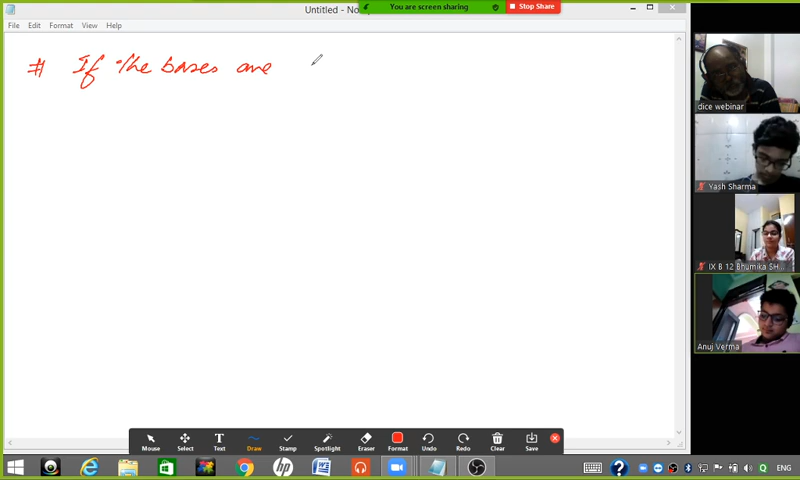 Untitled - No
You are screen sharing
Stop Share
File Edit Format View Help
# If the bases are
dice webinar
Yash Sharma
IX B 12 Bhumika SH...
Anuj Verma
Mouse Select Text Draw Stamp Spotlight Eraser Format Undo Redo Clear Save
ENG